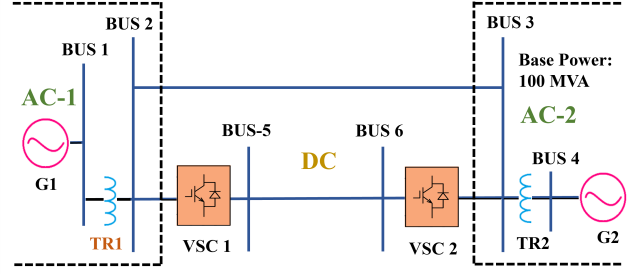 BUS 2
BUS 3
BUS 1
Base Power:
100 MVA
AC-1
AC-2
BUS-5
DC
BUS 6
BUS 4
G1
TR1
VSC 1
VSC 2
TR2
G2